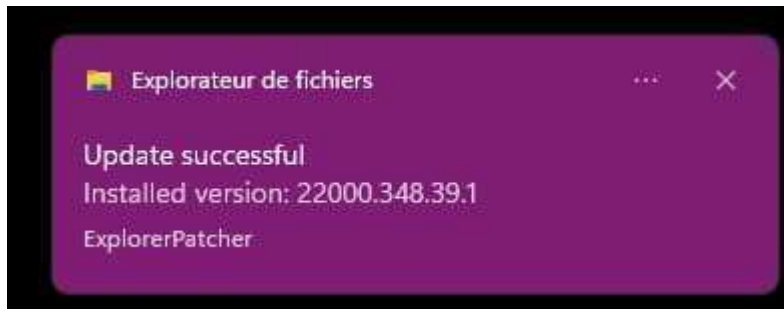 Explorateur de fichiers
Update successful
Installed version: 22000.348.39.1
ExplorerPatcher